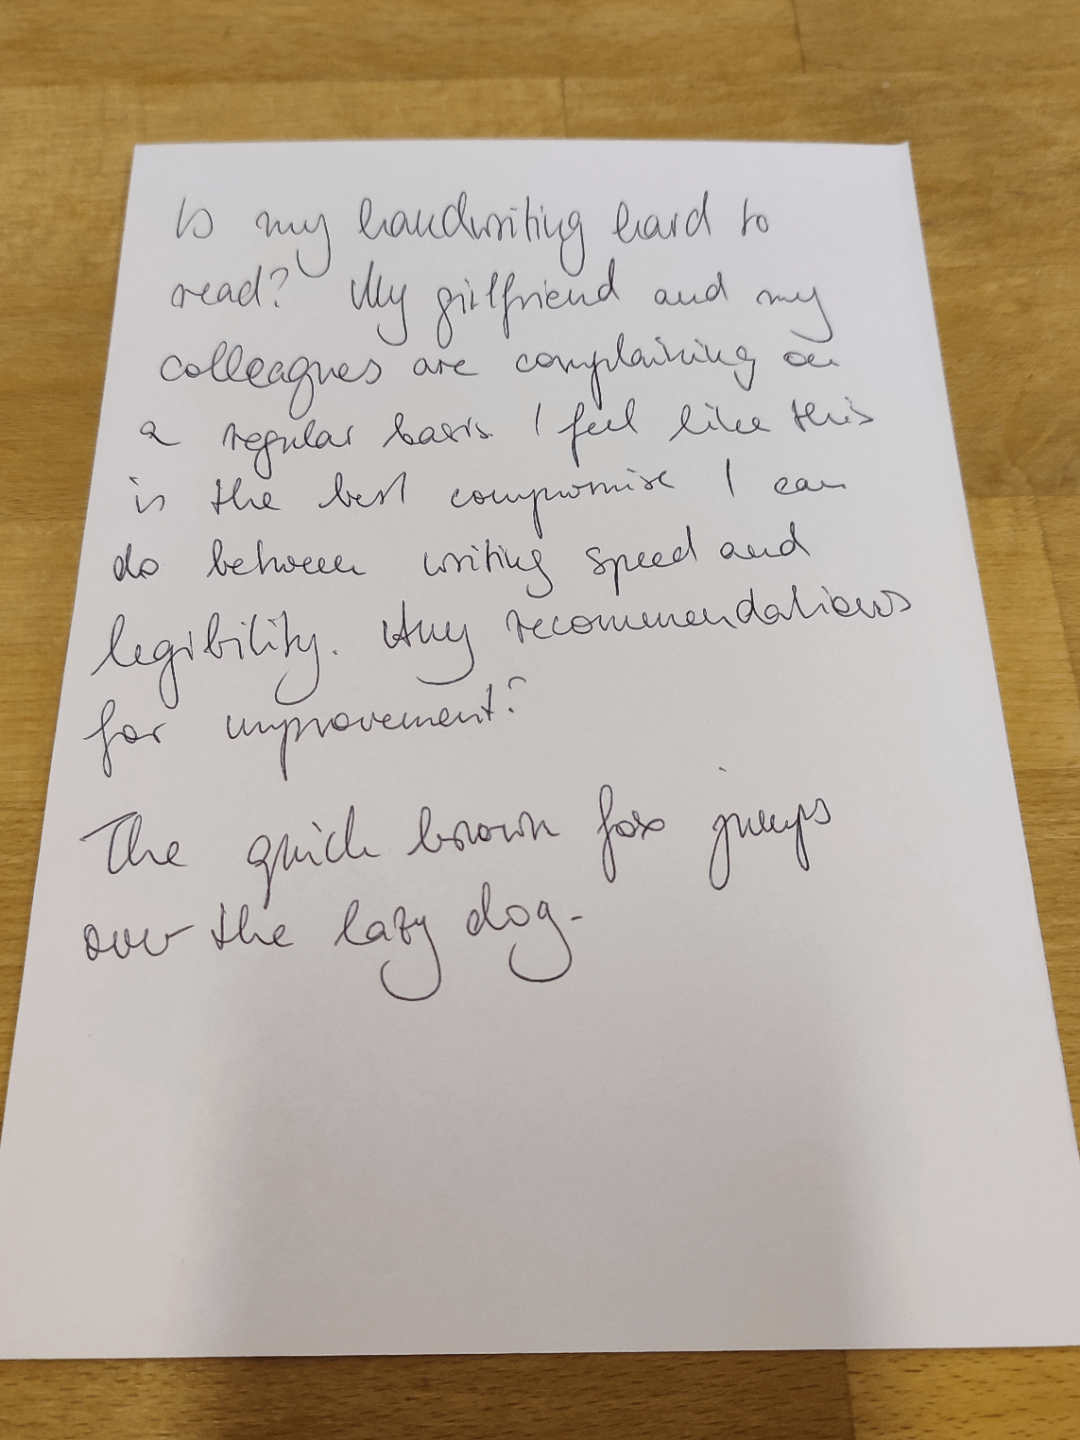 Is my handwriting hard to
read? My girlfriend and my
colleagues are complaining on
a regular basis. I feel like this
is the best compromise I can
do between writing speed and
legibility. Any recommendations
for improvement?
The quick brown fox jumps
over the lazy dog.